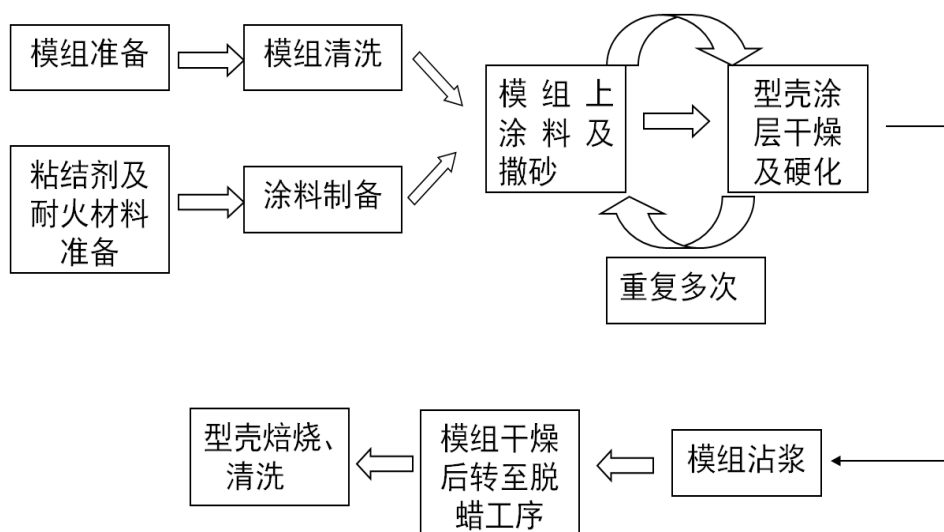 模组准备
模组清洗
粘结剂及
耐火材料
准备
涂料制备
模组上
涂料及
撒砂
型壳涂
层干燥
及硬化
重复多次
模组沾浆
模组干燥
后转至脱
蜡工序
型壳焙烧、
清洗